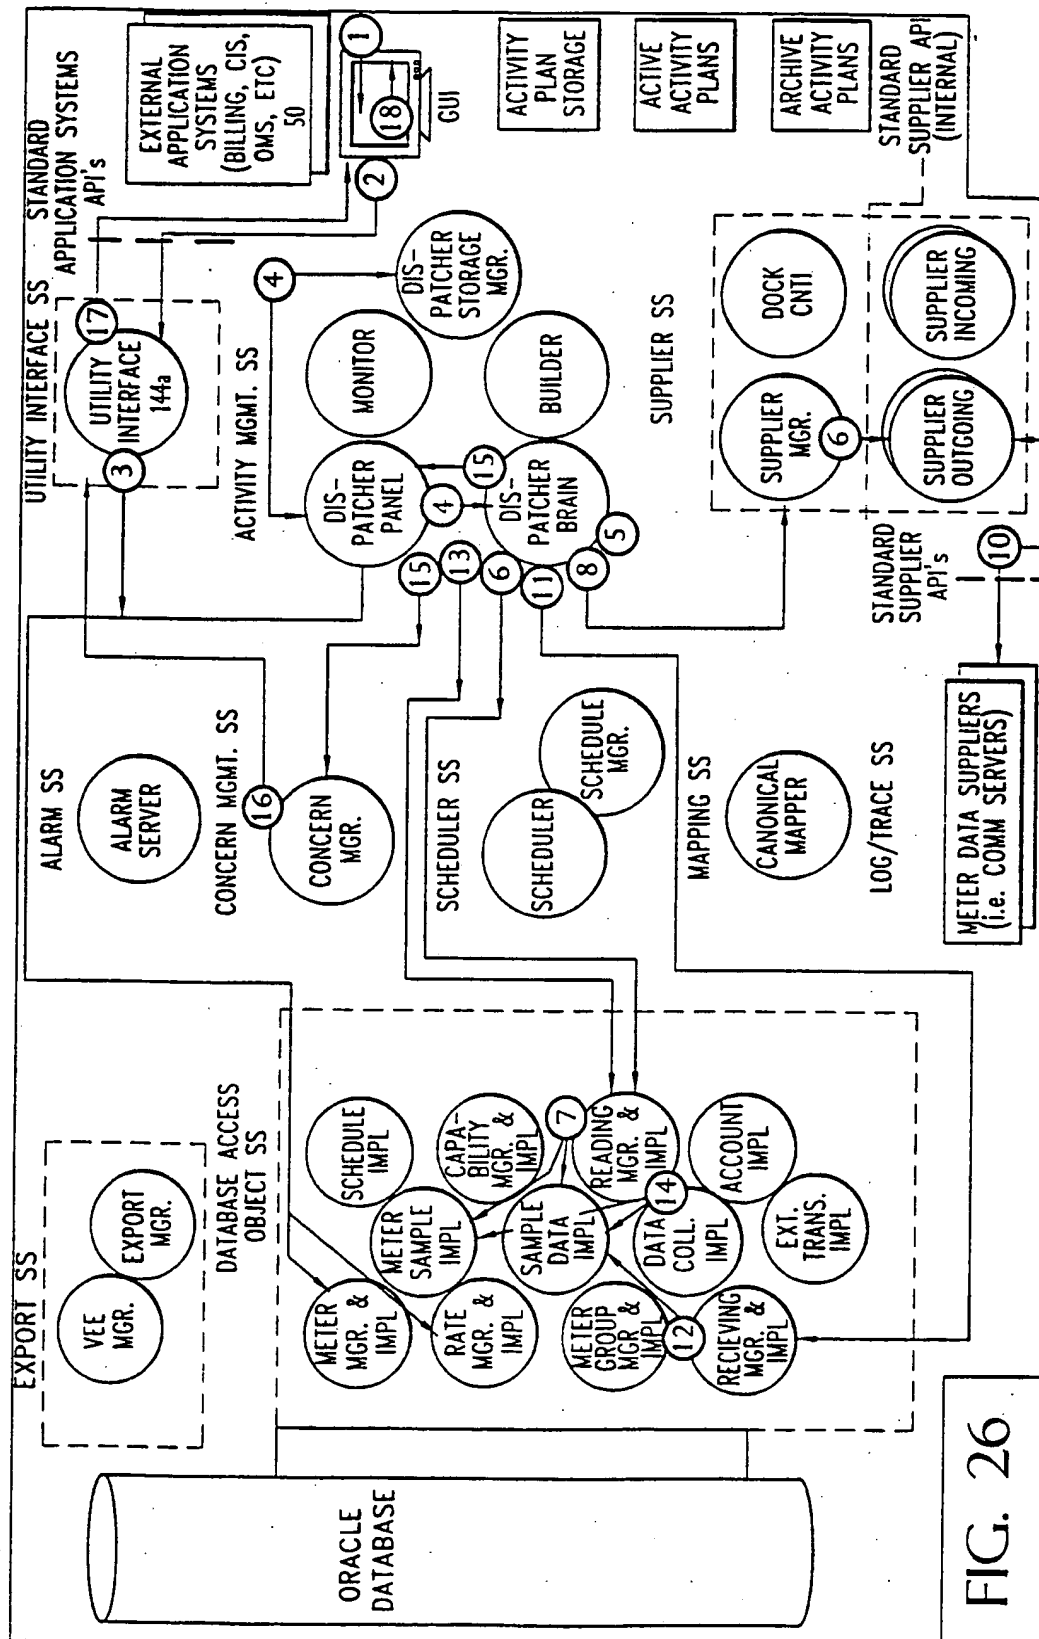 EXPORT SS
VEE
MGR.
EXPORT
MGR.
ALARM SS
ALARM
SERVER
UTILITY INTERFACE SS
17
UTILITY
INTERFACE
144a
3
STANDARD
APPLICATION SYSTEMS
API's
EXTERNAL
APPLICATION
SYSTEMS
(BILLING, CIS,
OMS, ETC)
50
1
18
2
GUI
DATABASE ACCESS
OBJECT SS
CONCERN MGMT. SS
16
CONCERN
MGR.
ACTIVITY MGMT. SS
4
DIS-
PATCHER
PANEL
MONITOR
DIS-
PATCHER
STORAGE
MGR.
4
15
DIS-
PATCHER
BRAIN
BUILDER
15
13
6
11
8
5
ACTIVITY
PLAN
STORAGE
ACTIVE
ACTIVITY
PLANS
ARCHIVE
ACTIVITY
PLANS
ORACLE
DATABASE
METER
MGR. &
IMPL
SCHEDULE
IMPL
METER
SAMPLE
IMPL
CAPA-
BILITY
MGR. &
IMPL
RATE
MGR. &
IMPL
SAMPLE
DATA
IMPL
7
READING
MGR. &
IMPL
METER
GROUP
MGR. &
IMPL
DATA
COLL.
IMPL
14
12
ACCOUNT
IMPL
RECIEVING
MGR. &
IMPL
EXT.
TRANS.
IMPL
SCHEDULER SS
SCHEDULER
SCHEDULE
MGR.
SUPPLIER SS
SUPPLIER
MGR.
DOCK
CNTI
6
STANDARD
SUPPLIER API
(INTERNAL)
SUPPLIER
OUTGOING
SUPPLIER
INCOMING
MAPPING SS
CANONICAL
MAPPER
LOG/TRACE SS
STANDARD
SUPPLIER
API's
10
METER DATA SUPPLIERS
(i.e. COMM SERVERS)
FIG. 26